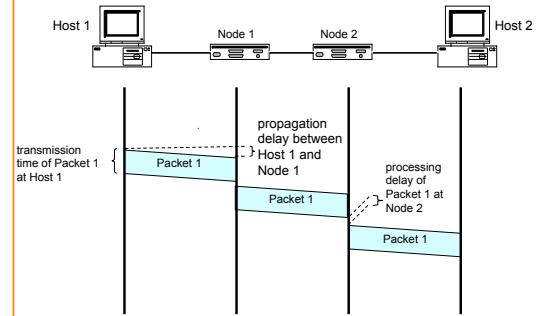 Host 1
Node 1
Node 2
Host 2
propagation
delay between
Host 1 and
Node 1
transmission
time of Packet 1
at Host 1
Packet 1
processing
delay of
Packet 1 at
Node 2
Packet 1
Packet 1